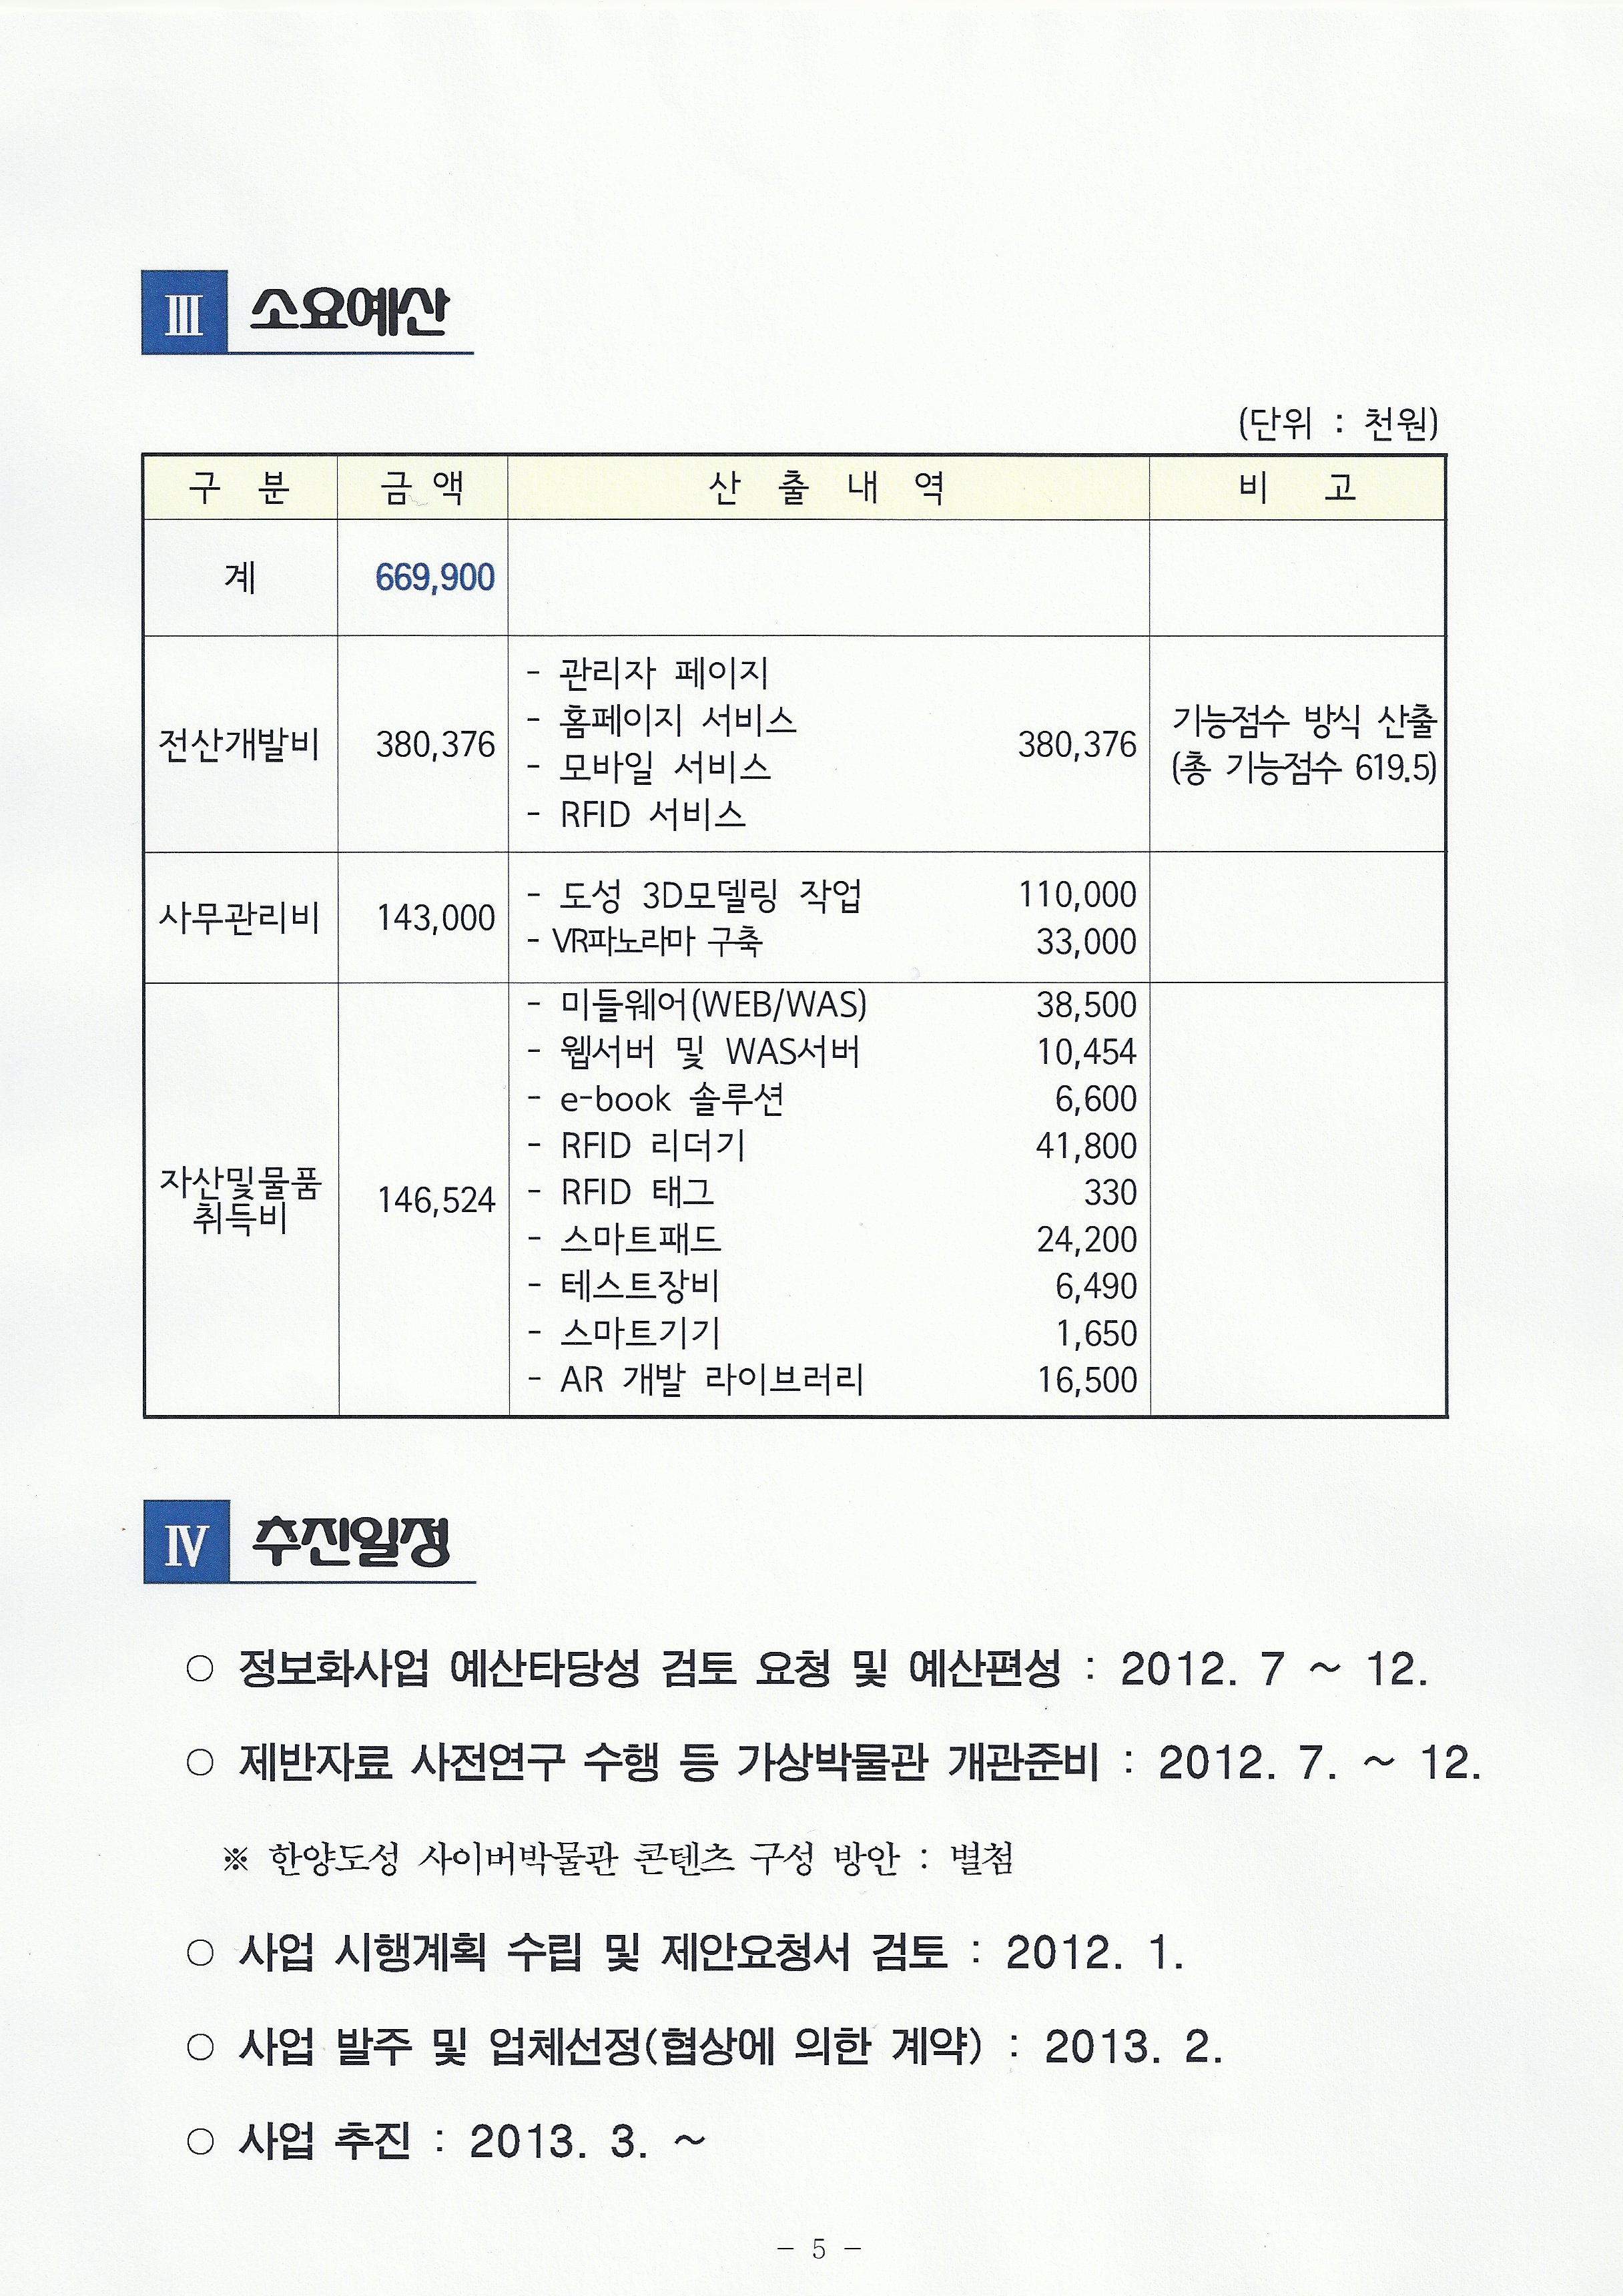 Ⅲ 소요예산
(단위 : 천원)
구 분 금 액 산 출 내 역 비 고
계 669,900
전산개발비 380,376
- 관리자 페이지
- 홈페이지 서비스
- 모바일 서비스
- RFID 서비스
380,376
기능점수 방식 산출
(총 기능점수 619.5)
사무관리비 143,000
- 도성 3D모델링 작업 110,000
- VR파노라마 구축 33,000
자산및물품
취득비
146,524
- 미들웨어(WEB/WAS) 38,500
- 웹서버 및 WAS서버 10,454
- e-book 솔루션 6,600
- RFID 리더기 41,800
- RFID 태그 330
- 스마트패드 24,200
- 테스트장비 6,490
- 스마트기기 1,650
- AR 개발 라이브러리 16,500
Ⅳ 추진일정
○ 정보화사업 예산타당성 검토 요청 및 예산편성 : 2012. 7 ~ 12.
○ 제반자료 사전연구 수행 등 가상박물관 개관준비 : 2012. 7. ~ 12.
※ 한양도성 사이버박물관 콘텐츠 구성 방안 : 별첨
○ 사업 시행계획 수립 및 제안요청서 검토 : 2012. 1.
○ 사업 발주 및 업체선정(협상에 의한 계약) : 2013. 2.
○ 사업 추진 : 2013. 3. ~
- 5 -